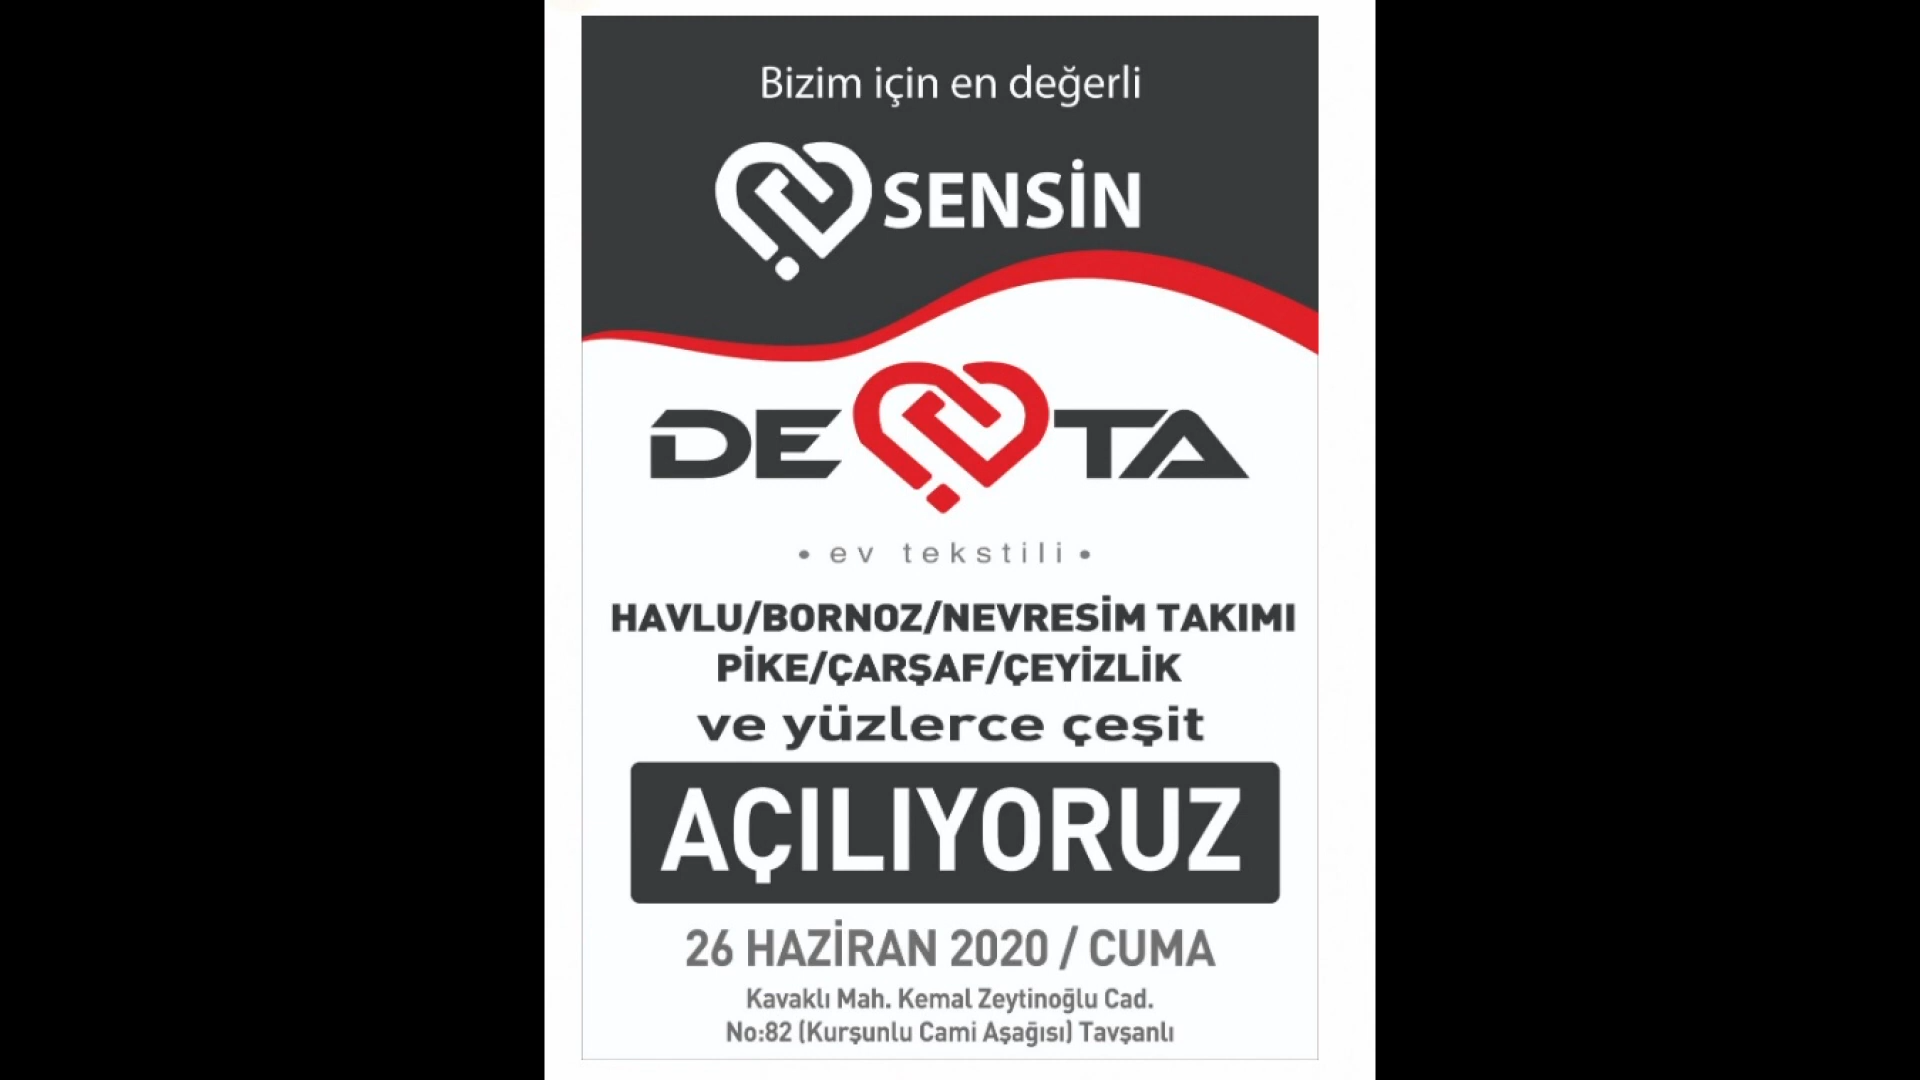 Bizim için en değerli
SENSİN
DE TA
• ev tekstili •
HAVLU/BORNOZ/NEVRESİM TAKIMI
PİKE/ÇARŞAF/ÇEYİZLİK
ve yüzlerce çeşit
AÇILIYORUZ
26 HAZİRAN 2020 / CUMA
Kavaklı Mah. Kemal Zeytinoğlu Cad.
No:82 (Kurşunlu Cami Aşağısı) Tavşanlı